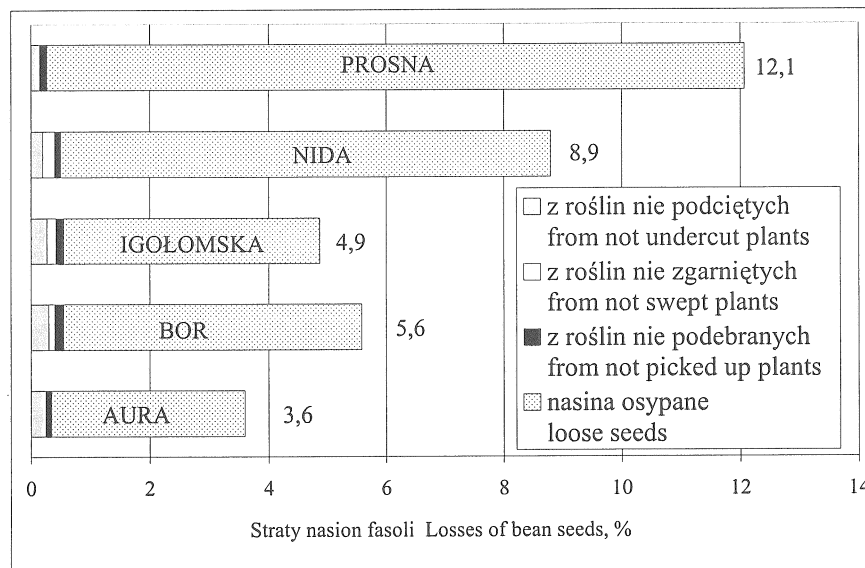 PROSNA 12,1
NIDA 8,9
IGOŁOMSKA 4,9
BOR 5,6
AURA 3,6
z roślin nie podciętych
from not undercut plants
z roślin nie zgarniętych
from not swept plants
z roślin nie podebranych
from not picked up plants
nasina osypane
loose seeds
0 2 4 6 8 10 12 14
Straty nasion fasoli Losses of bean seeds, %